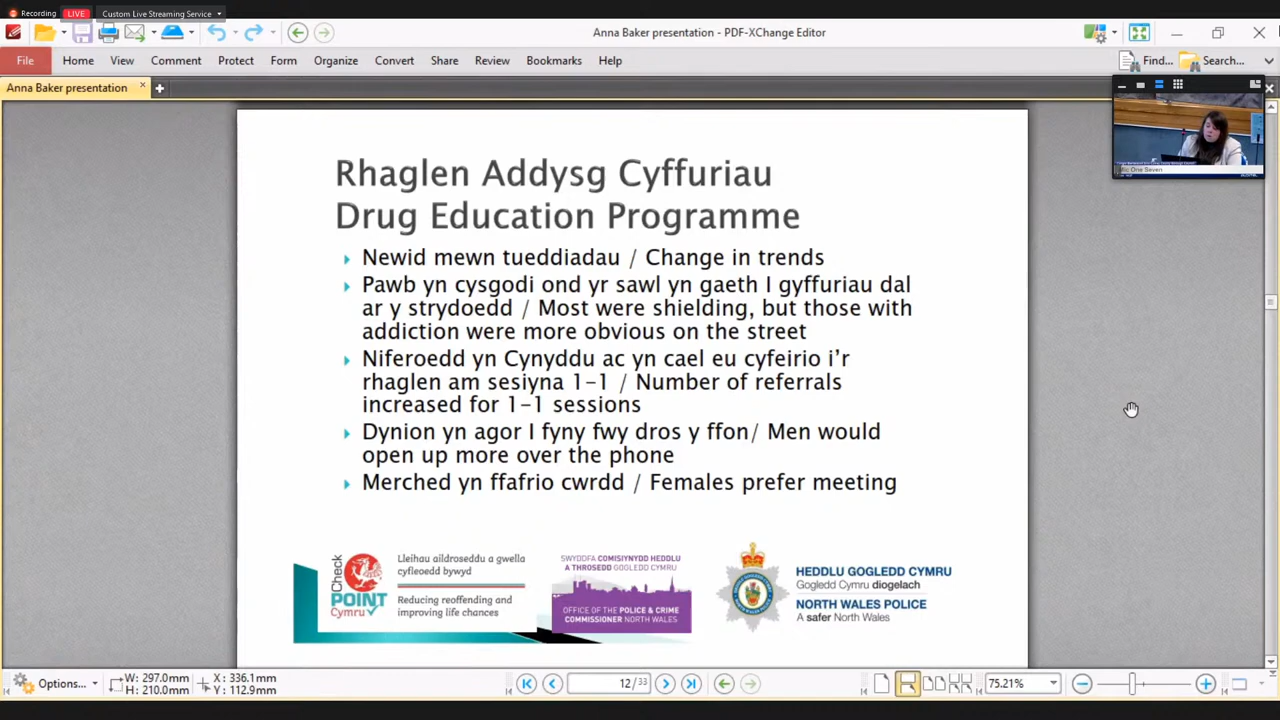 Recording
LIVE
Custom Live Streaming Service
Anna Baker presentation - PDF-XChange Editor
File Home View Comment Protect Form Organize Convert Share Review Bookmarks Help
Find... Search...
Anna Baker presentation
Mic One Seven
Rhaglen Addysg Cyffuriau
Drug Education Programme
Newid mewn tueddiadau / Change in trends
Pawb yn cysgodi ond yr sawl yn gaeth I gyffuriau dal
ar y strydoedd / Most were shielding, but those with
addiction were more obvious on the street
Niferoedd yn Cynyddu ac yn cael eu cyfeirio i’r
rhaglen am sesiyna 1-1 / Number of referrals
increased for 1-1 sessions
Dynion yn agor I fyny fwy dros y ffon/ Men would
open up more over the phone
Merched yn ffafrio cwrdd / Females prefer meeting
Check
POINT
Cymru
Lleihau aildroseddu a gwella
cyfleoedd bywyd
Reducing reoffending and
improving life chances
SWYDDFA COMISIYNYDD HEDDLU
A THROSEDD GOGLEDD CYMRU
OFFICE OF THE POLICE & CRIME
COMMISSIONER NORTH WALES
HEDDLU GOGLEDD CYMRU
Gogledd Cymru diogelach
NORTH WALES POLICE
A safer North Wales
Options...
W: 297.0mm
H: 210.0mm
X: 336.1mm
Y: 112.9mm
12/33
75.21%